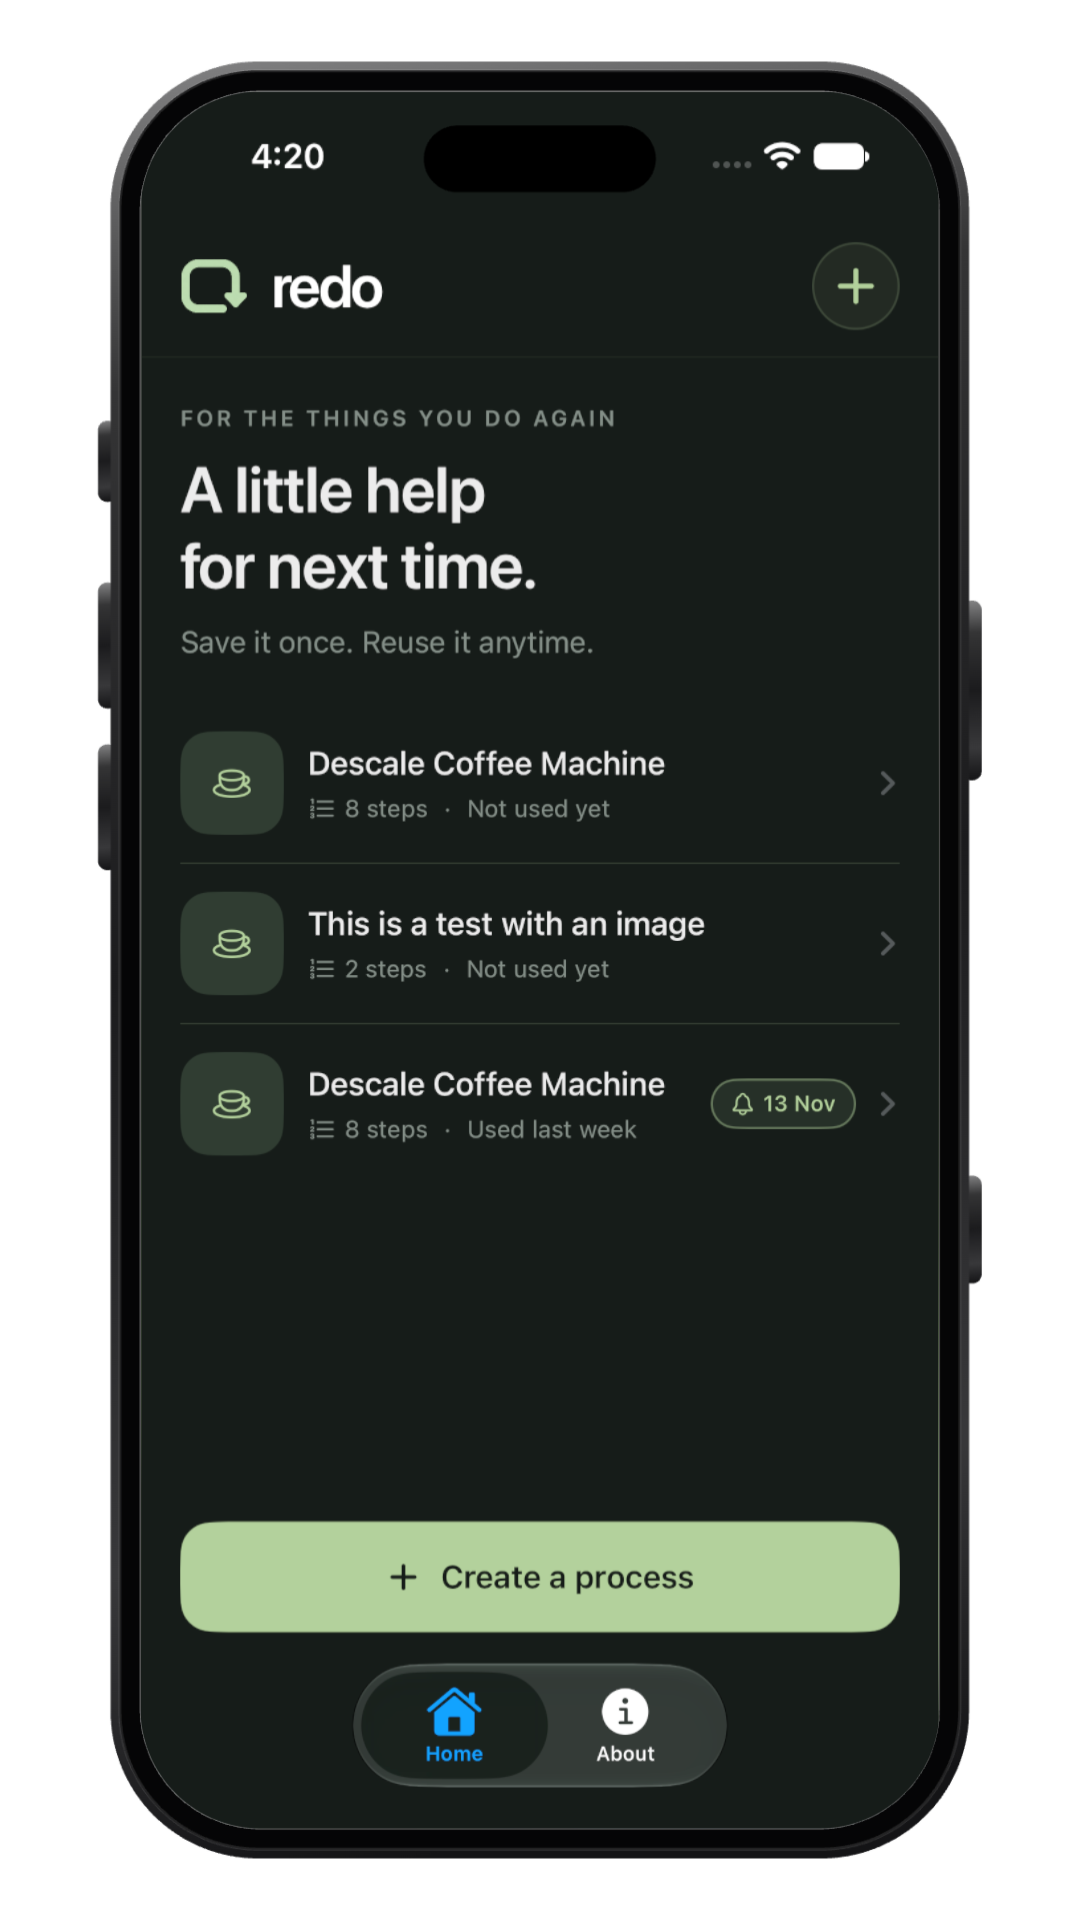 4:20
redo
FOR THE THINGS YOU DO AGAIN
A little help
for next time.
Save it once. Reuse it anytime.
Descale Coffee Machine
8 steps · Not used yet
This is a test with an image
2 steps · Not used yet
Descale Coffee Machine
8 steps · Used last week
13 Nov
+ Create a process
Home
About